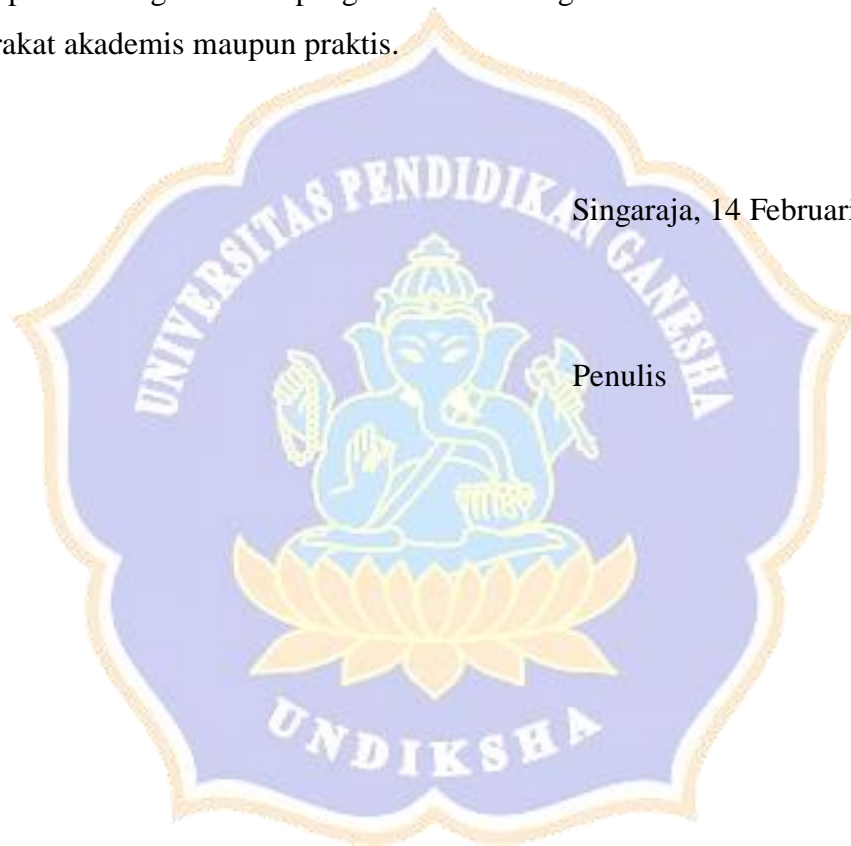 rakat akademis maupun praktis.
UNIVERSITAS PENDIDIKAN GANESHA
Singaraja, 14 Februari
Penulis
UNDIKSHA